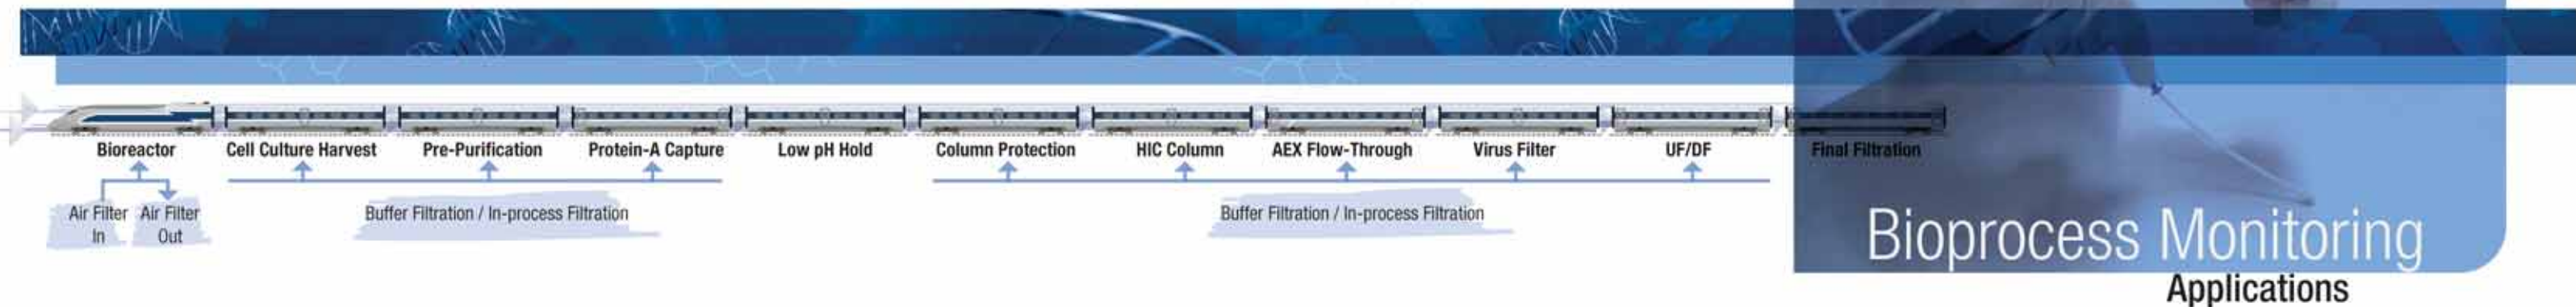 Bioreactor
Cell Culture Harvest
Pre-Purification
Protein-A Capture
Low pH Hold
Column Protection
HIC Column
AEX Flow-Through
Virus Filter
UF/DF
Final Filtration
Air Filter
In
Air Filter
Out
Buffer Filtration / In-process Filtration
Buffer Filtration / In-process Filtration
Bioprocess Monitoring
Applications